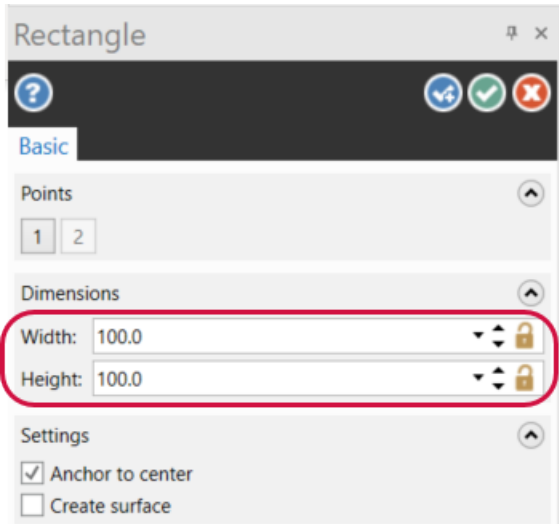 Rectangle
Basic
Points
1 2
Dimensions
Width: 100.0
Height: 100.0
Settings
Anchor to center
Create surface